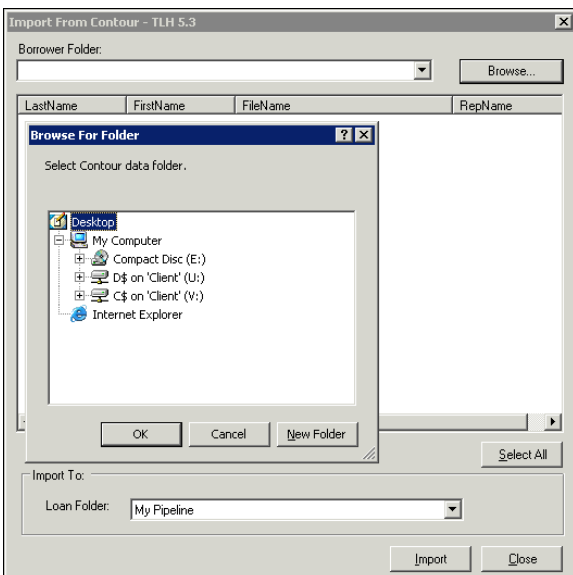 Import From Contour - TLH 5.3
Borrower Folder:
Browse...
LastName FirstName FileName RepName
Browse For Folder
Select Contour data folder.
Desktop
My Computer
Compact Disc (E:)
D$ on 'Client' (U:)
C$ on 'Client' (V:)
Internet Explorer
OK Cancel New Folder
Select All
Import To:
Loan Folder: My Pipeline
Import Close